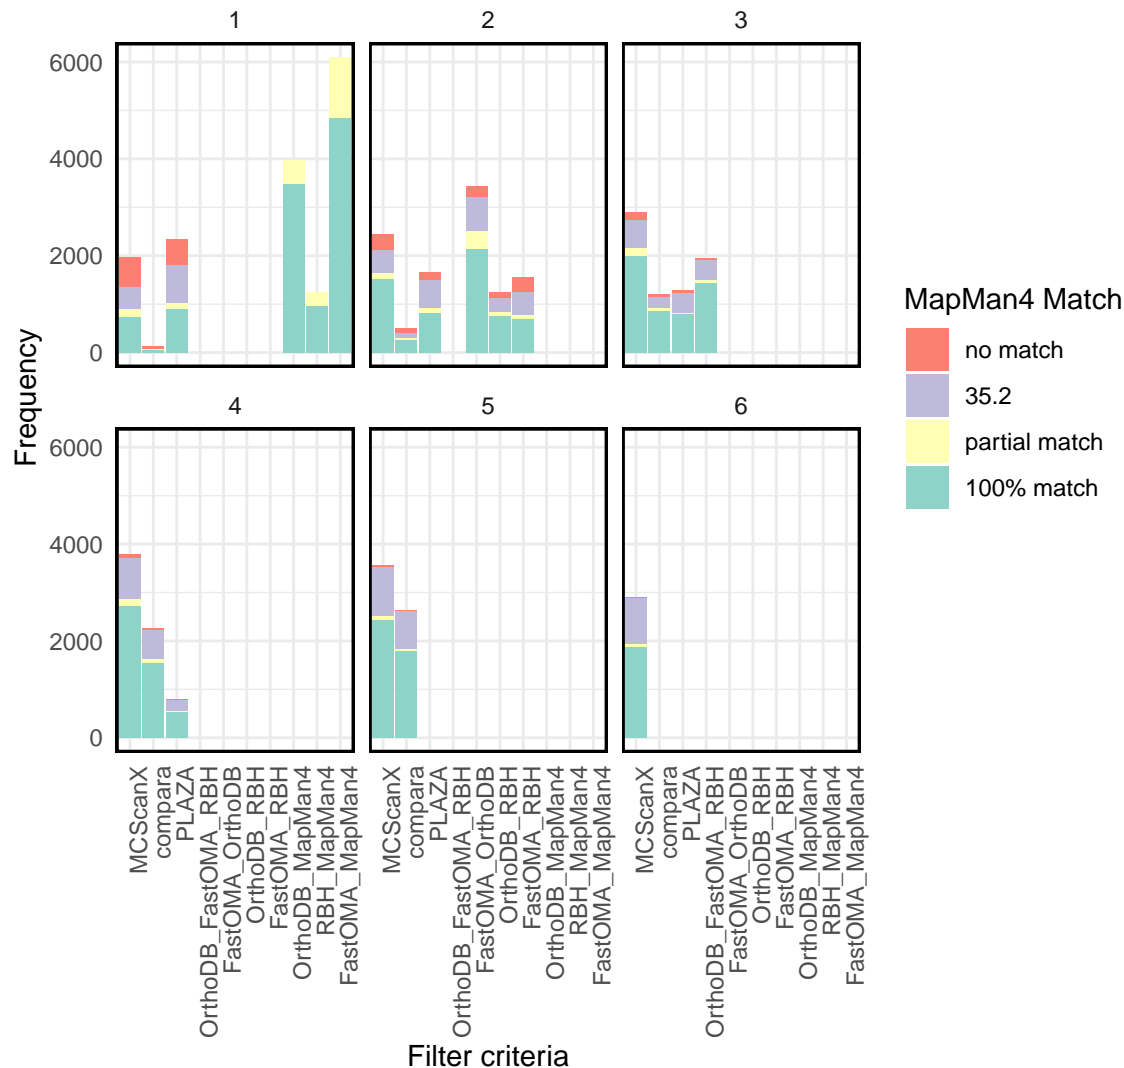 1
2
3
6000
4000
2000
0
4
5
6
6000
4000
2000
0
Frequency
MCScanX
compara
PLAZA
OrthoDB_FastOMA_RBH
FastOMA_OrthoDB
OrthoDB_RBH
FastOMA_RBH
OrthoDB_MapMan4
RBH_MapMan4
FastOMA_MapMan4
MCScanX
compara
PLAZA
OrthoDB_FastOMA_RBH
FastOMA_OrthoDB
OrthoDB_RBH
FastOMA_RBH
OrthoDB_MapMan4
RBH_MapMan4
FastOMA_MapMan4
MCScanX
compara
PLAZA
OrthoDB_FastOMA_RBH
FastOMA_OrthoDB
OrthoDB_RBH
FastOMA_RBH
OrthoDB_MapMan4
RBH_MapMan4
FastOMA_MapMan4
Filter criteria
MapMan4 Match
no match
35.2
partial match
100% match